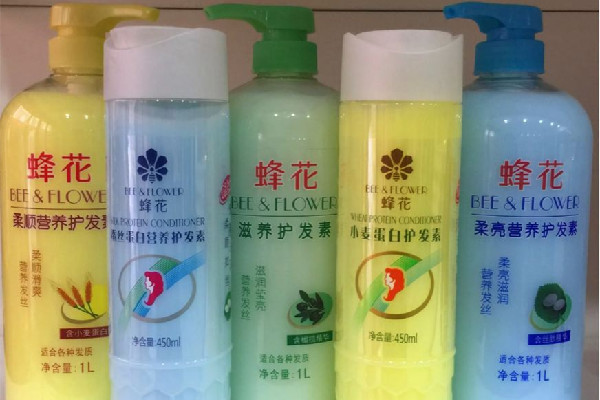 蜂花
BEE & FLOWER
柔顺营养护发素
柔顺滑爽
营养发丝
适合各种发质
净含量:1L
BEE & FLOWER
蜂花
PROTEIN CONDITIONER
丝蛋白营养护发素
净含量:450ml
蜂花
BEE & FLOWER
滋养护发素
滋润莹亮
营养发丝
适合各种发质
净含量:1L
BEE & FLOWER
蜂花
WHEAT PROTEIN CONDITIONER
小麦蛋白护发素
净含量:450ml
蜂花
BEE & FLOWER
柔亮营养护发素
柔亮滋润
营养发丝
适合各种发质
净含量:1L